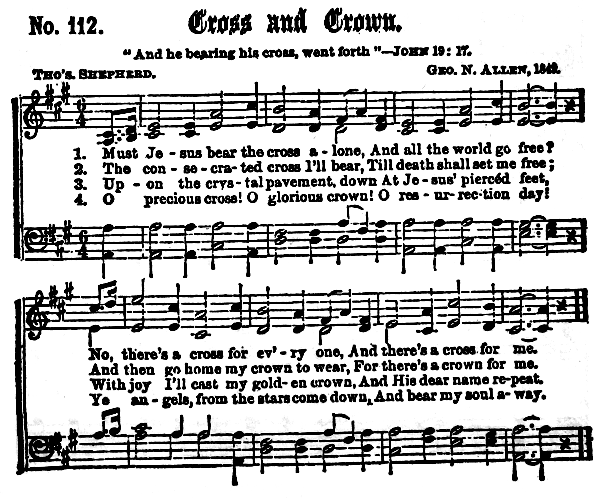 No. 112.
Cross and Crown.
"And he bearing his cross, went forth"—JOHN 19: 17.
THO'S. SHEPHERD.
GEO. N. ALLEN, 1849.
6
4
1. Must Je - sus bear the cross a - lone, And all the world go free?
2. The con - se - cra - ted cross I'll bear, Till death shall set me free;
3. Up - on the crys - tal pavement, down At Je - sus' piercéd feet,
4. O precious cross! O glorious crown! O res - ur - rec - tion day!
6
4
No, there's a cross for ev' - ry one, And there's a cross for me.
And then go home my crown to wear, For there's a crown for me.
With joy I'll cast my gold - en crown, And His dear name re - peat.
Ye an - gels, from the stars come down, And bear my soul a - way.